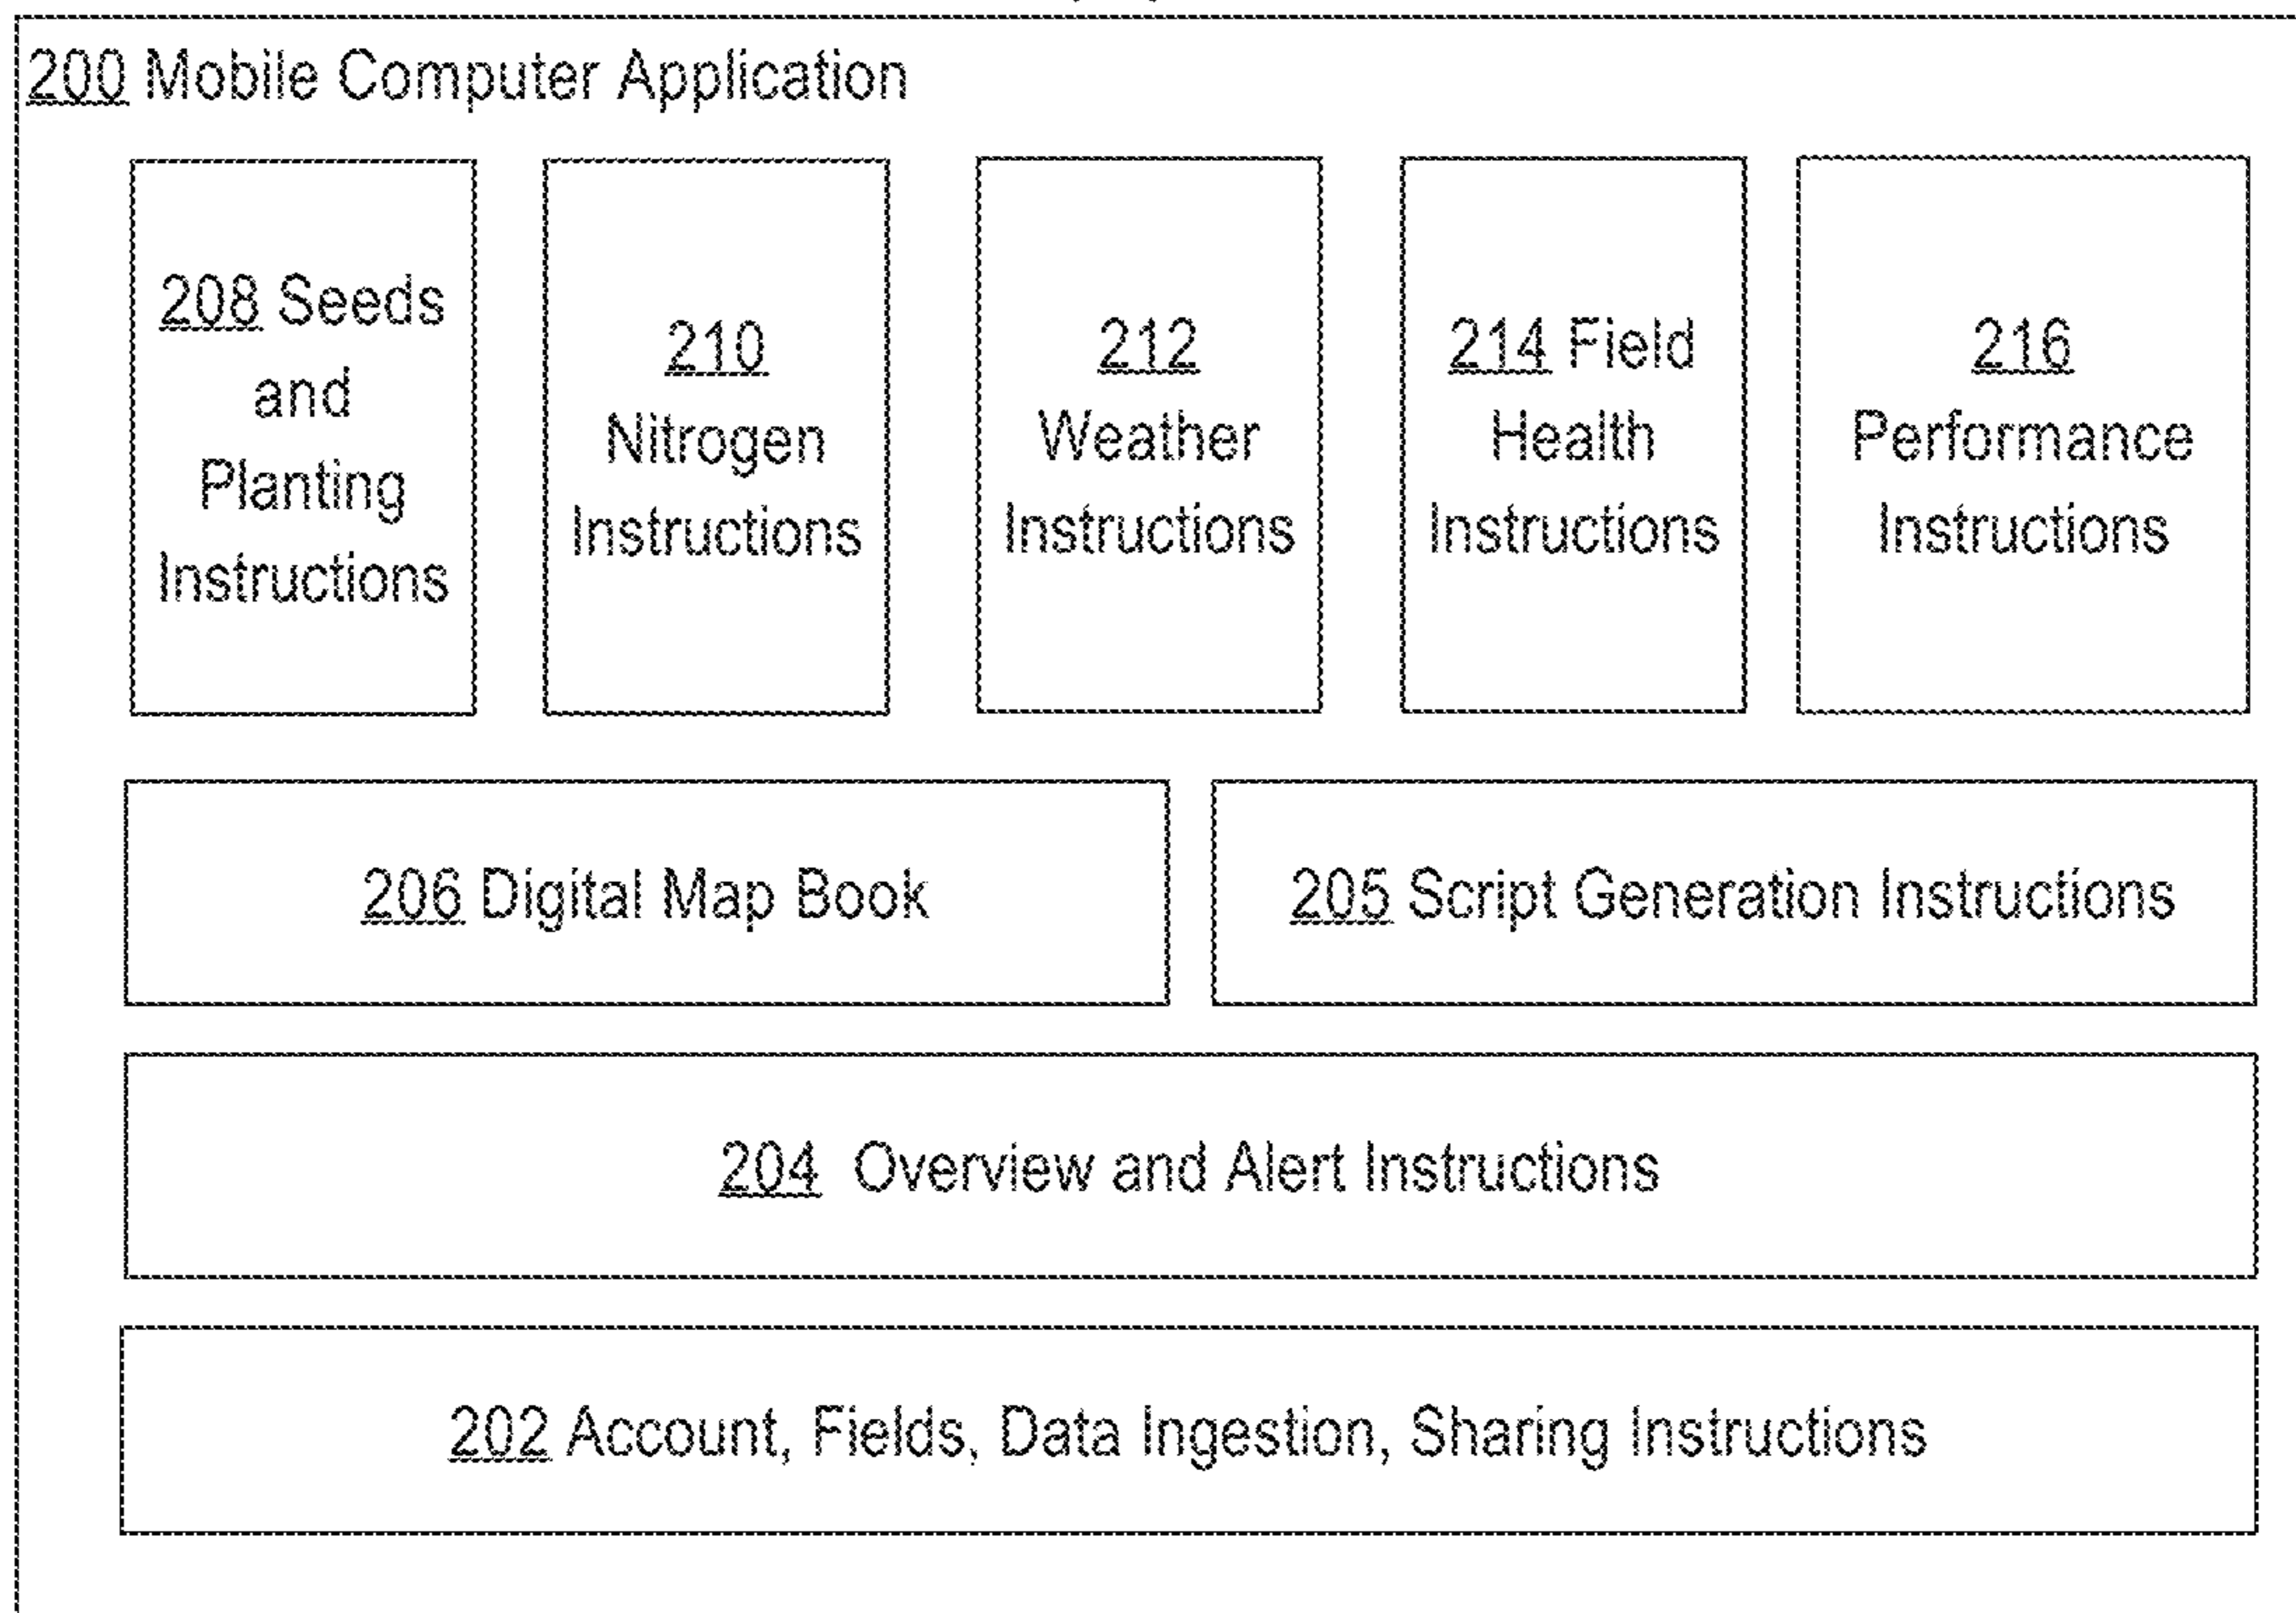 200 Mobile Computer Application
208 Seeds
and
Planting
Instructions
210
Nitrogen
Instructions
212
Weather
Instructions
214 Field
Health
Instructions
216
Performance
Instructions
206 Digital Map Book
205 Script Generation Instructions
204 Overview and Alert Instructions
202 Account, Fields, Data Ingestion, Sharing Instructions